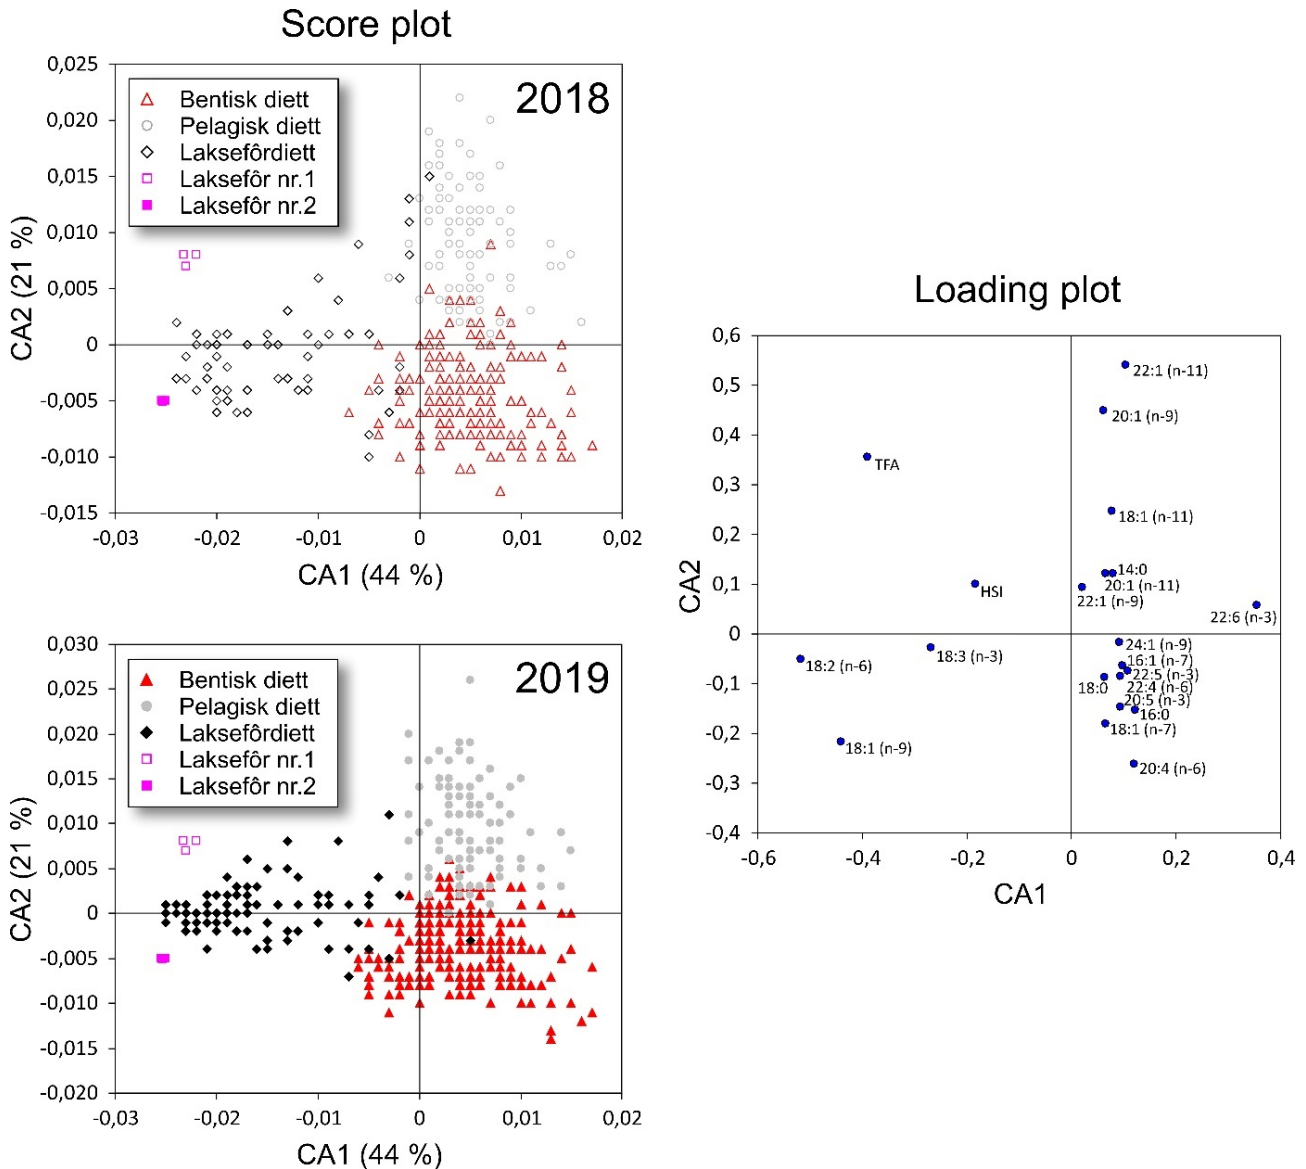 Score plot
0,025
0,020
0,015
0,010
0,005
0
-0,005
-0,010
-0,015
CA2 (21 %)
2018
Bentisk diett
Pelagisk diett
Laksefôrdiett
Laksefôr nr.1
Laksefôr nr.2
-0,03
-0,02
-0,01
0
0,01
0,02
CA1 (44 %)
0,030
0,025
0,020
0,015
0,010
0,005
0
-0,005
-0,010
-0,015
-0,020
CA2 (21 %)
2019
Bentisk diett
Pelagisk diett
Laksefôrdiett
Laksefôr nr.1
Laksefôr nr.2
-0,03
-0,02
-0,01
0
0,01
0,02
CA1 (44 %)
Loading plot
0,6
0,5
0,4
0,3
0,2
0,1
0
-0,1
-0,2
-0,3
-0,4
CA2
22:1 (n-11)
20:1 (n-9)
TFA
18:1 (n-11)
14:0
20:1 (n-11)
HSI
22:1 (n-9)
22:6 (n-3)
24:1 (n-9)
18:3 (n-3)
16:1 (n-7)
18:2 (n-6)
22:5 (n-3)
18:0
22:4 (n-6)
20:5 (n-3)
16:0
18:1 (n-7)
18:1 (n-9)
20:4 (n-6)
-0,6
-0,4
-0,2
0
0,2
0,4
CA1